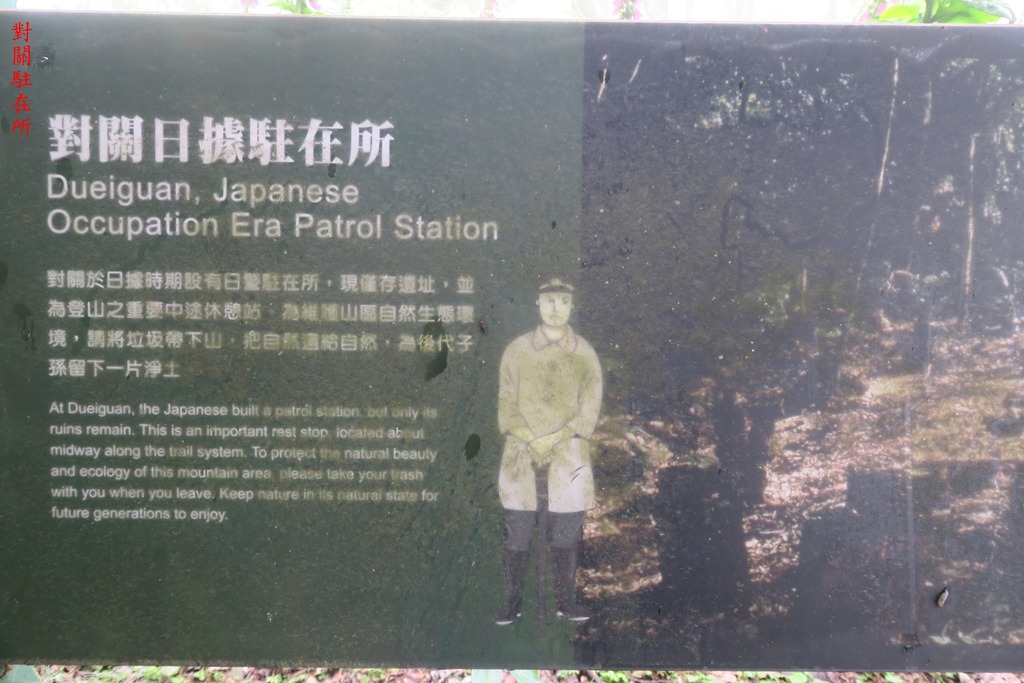 對關駐在所
對關日據駐在所
Dueiguan, Japanese
Occupation Era Patrol Station
對關於日據時期設有日警駐在所，現僅存遺址，並
為登山之重要中途休憩站。為維護山區自然生態環
境，請將垃圾帶下山，把自然還給自然，為後代子
孫留下一片淨土
At Dueiguan, the Japanese built a patrol station, but only its
ruins remain. This is an important rest stop, located about
midway along the trail system. To protect the natural beauty
and ecology of this mountain area, please take your trash
with you when you leave. Keep nature in its natural state for
future generations to enjoy.